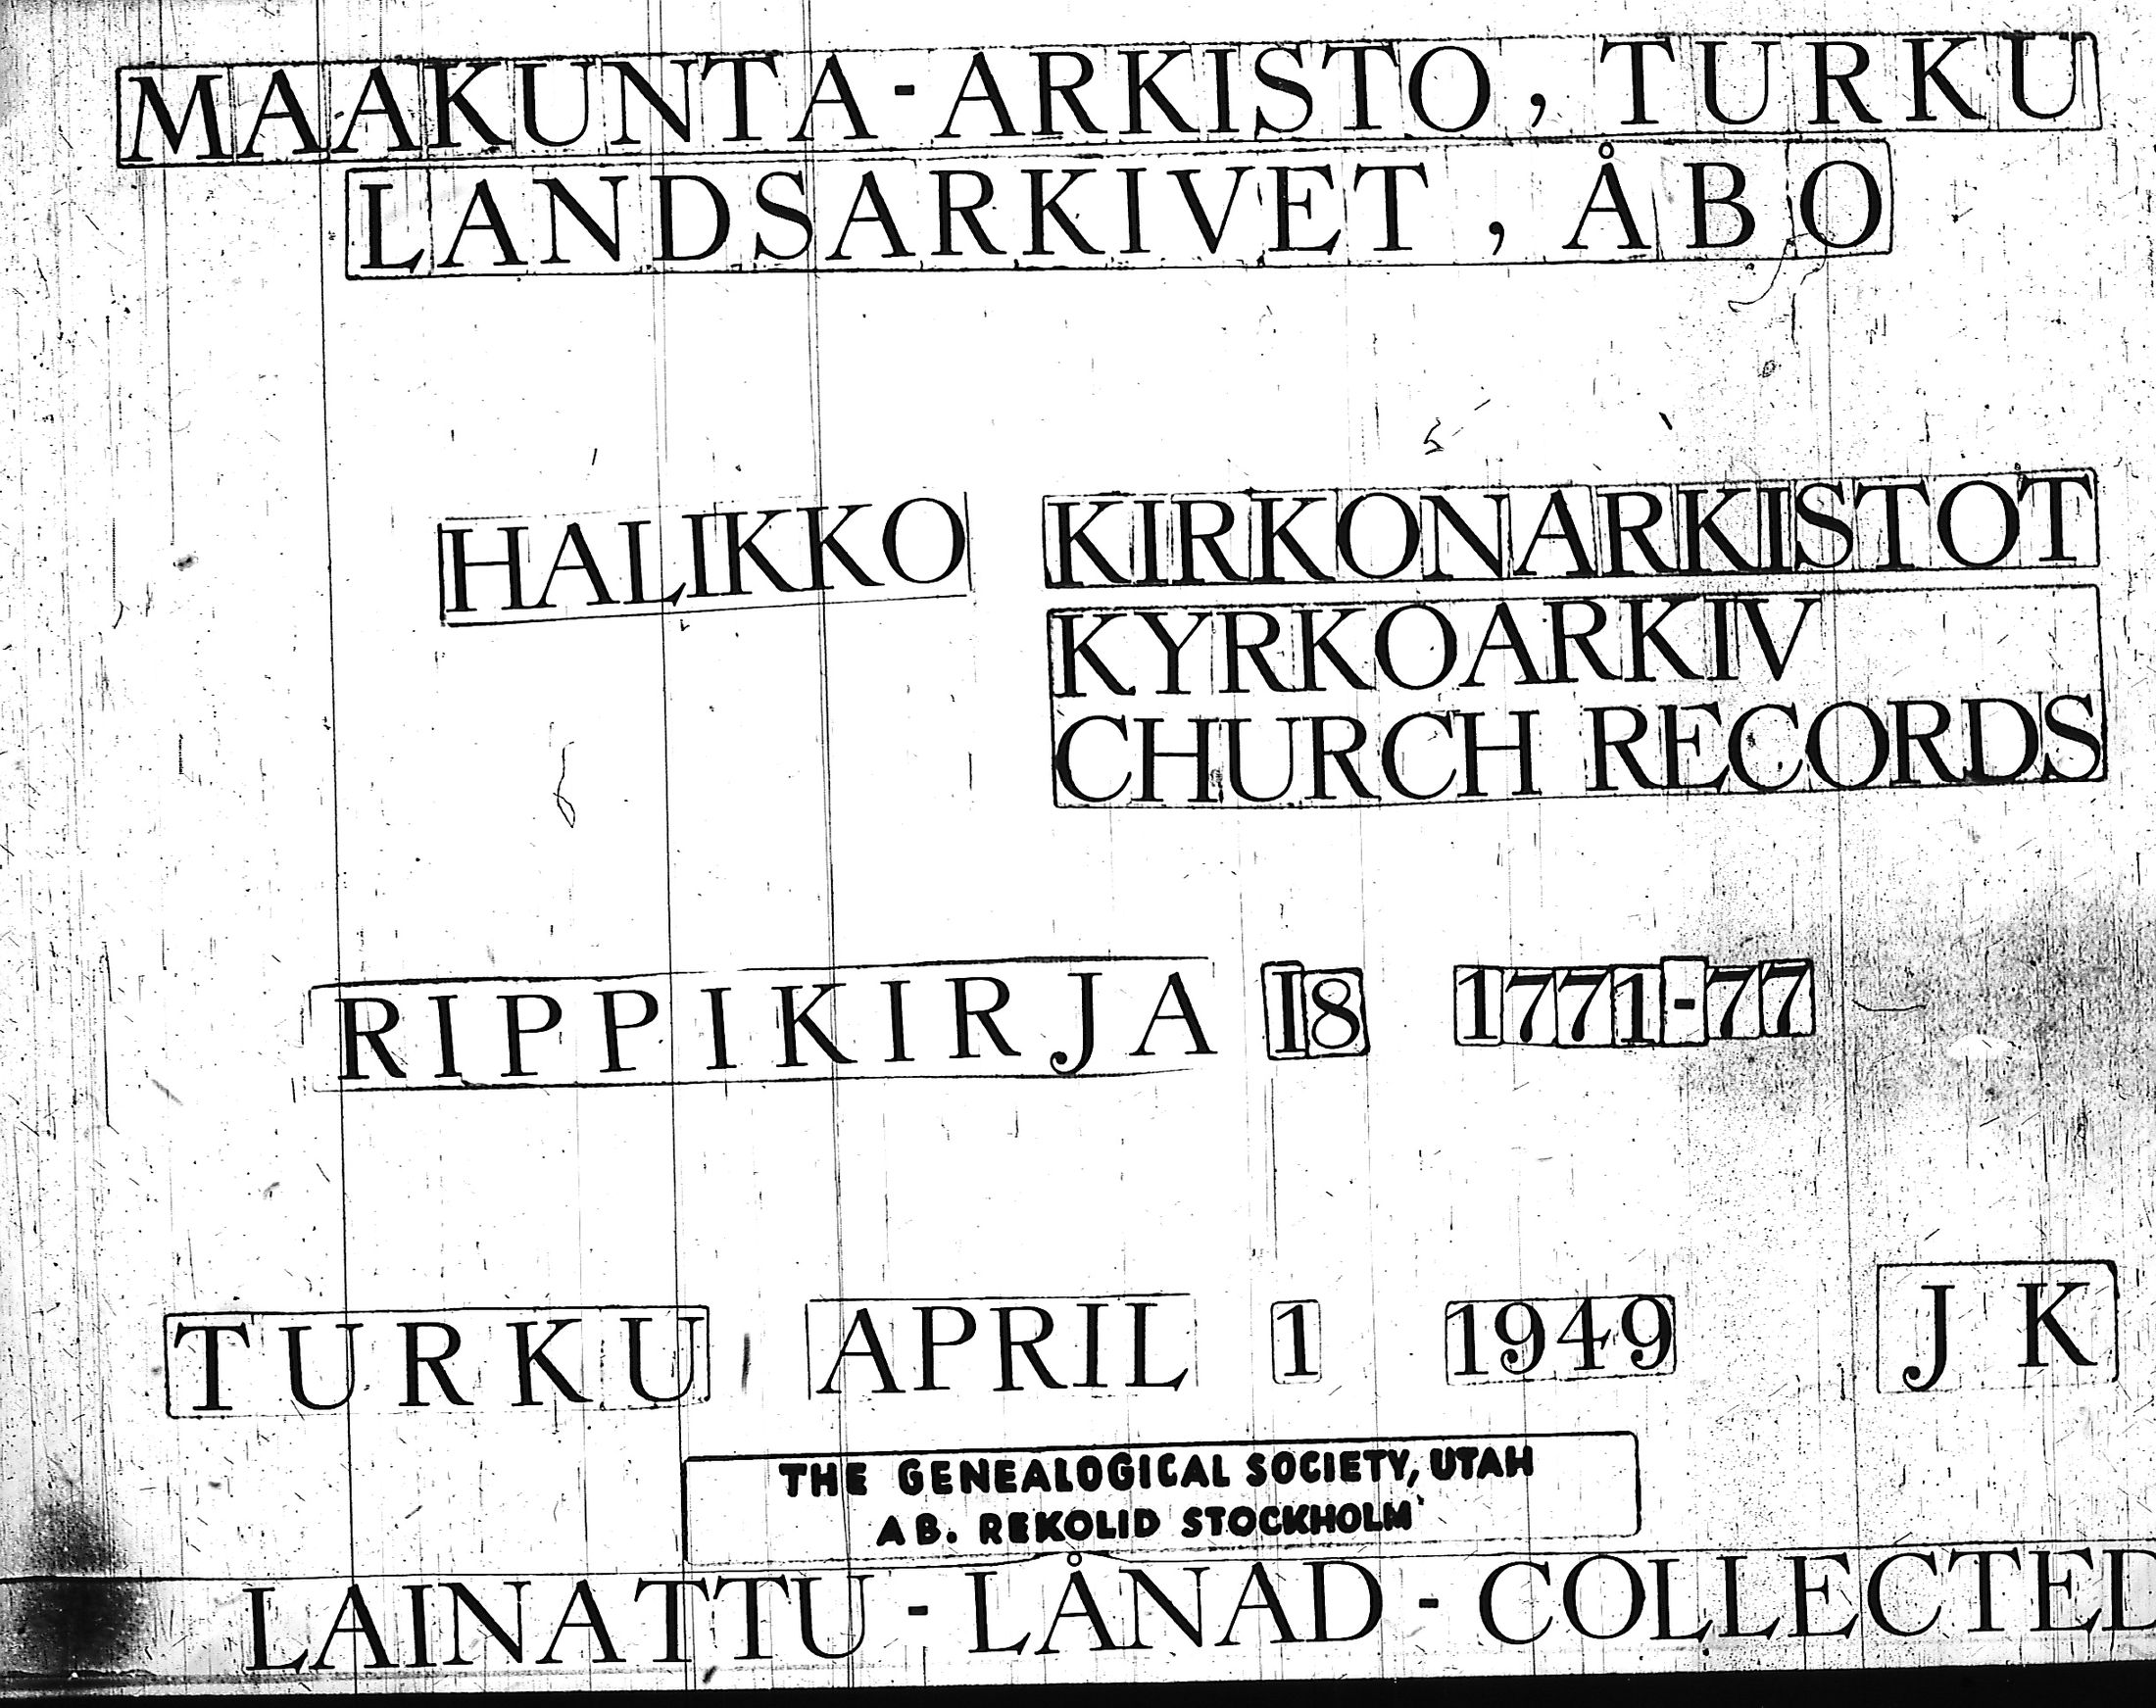 MAAKUNTA-ARKISTO, TURKU
LANDSARKIVET, ÅBO
HALIKKO KIRKONARKISTOT
KYRKOARKIV
CHURCH RECORDS
RIPPIKIRJA I8 1771-77
TURKU APRIL 1 1949 JK
THE GENEALOGICAL SOCIETY, UTAH
AB. REKOLID STOCKHOLM
LAINATTU - LÅNAD - COLLECTED